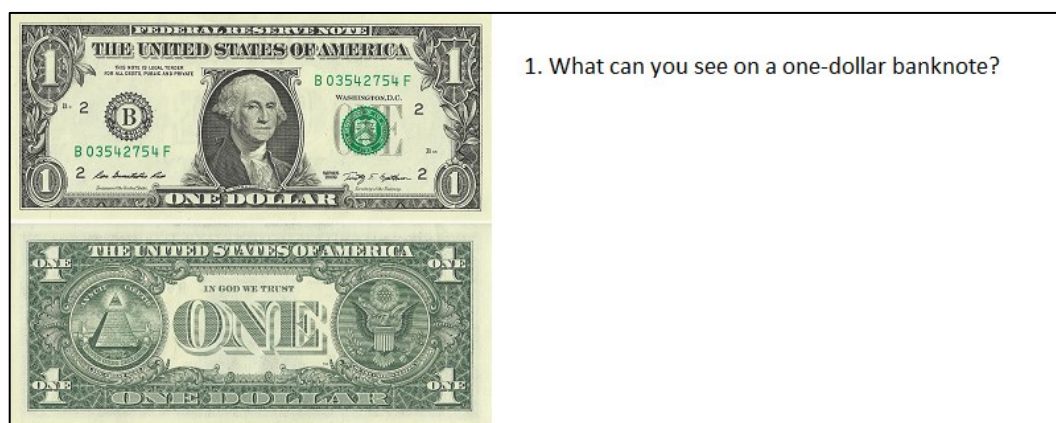 FEDERAL RESERVE NOTE
THE UNITED STATES OF AMERICA
THIS NOTE IS LEGAL TENDER
FOR ALL DEBTS, PUBLIC AND PRIVATE
B 03542754 F
WASHINGTON, D.C.
1
1
2
B
2
ONE
B 03542754 F
2
2
1
1
ONE DOLLAR
1. What can you see on a one-dollar banknote?
THE UNITED STATES OF AMERICA
ONE
ONE
ANNUIT COEPTIS
IN GOD WE TRUST
ONE
ONE
ONE
ONE DOLLAR